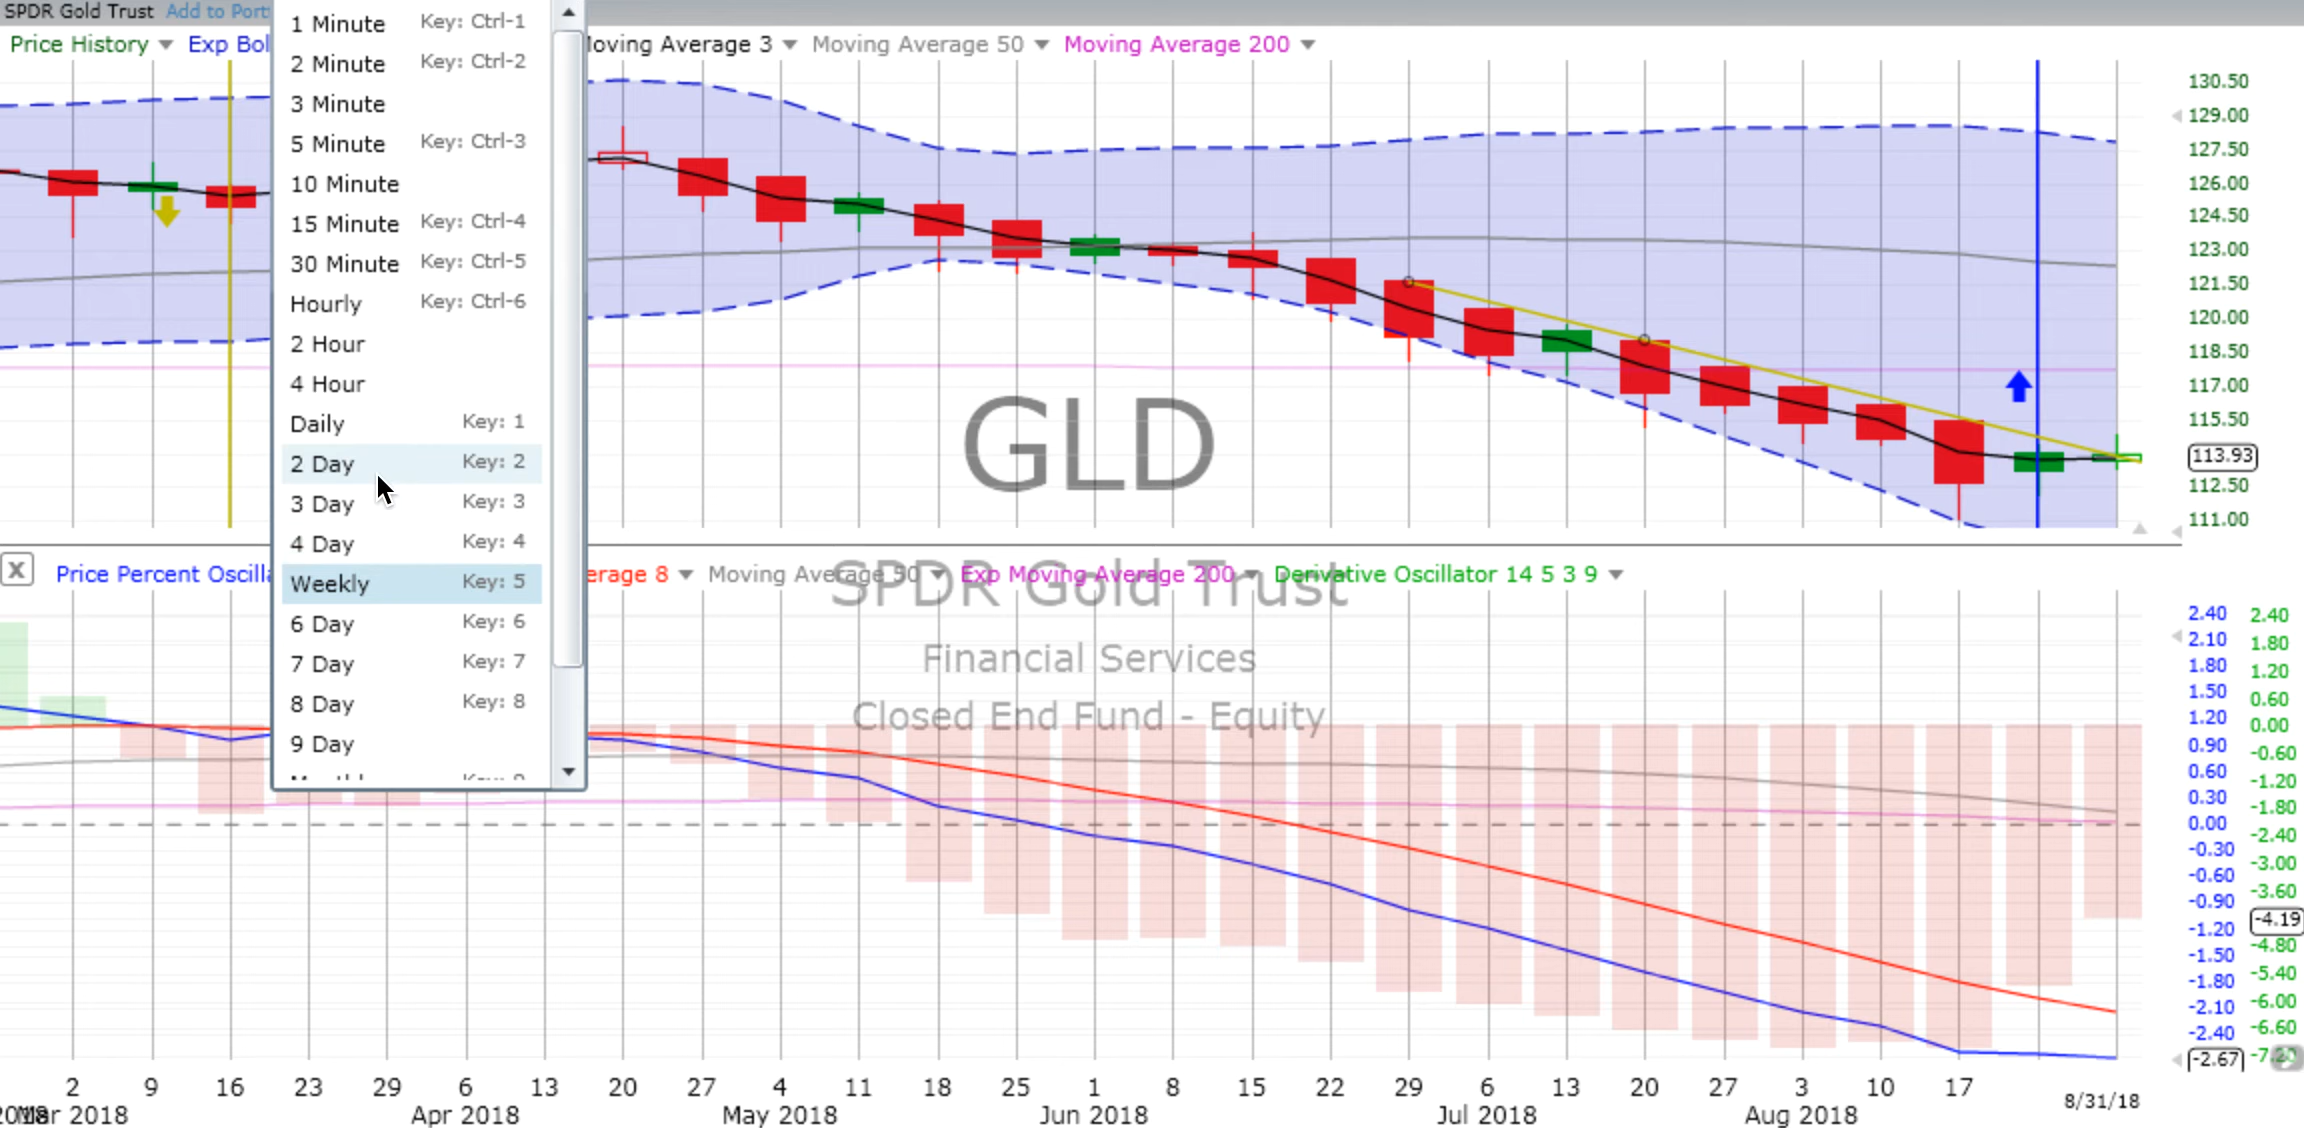 SPDR Gold Trust Add to Port
Price History Exp Bol Moving Average 3 Moving Average 50 Moving Average 200
1 Minute Key: Ctrl-1
2 Minute Key: Ctrl-2
3 Minute
5 Minute Key: Ctrl-3
10 Minute
15 Minute Key: Ctrl-4
30 Minute Key: Ctrl-5
Hourly Key: Ctrl-6
2 Hour
4 Hour
Daily Key: 1
2 Day Key: 2
3 Day Key: 3
4 Day Key: 4
Weekly Key: 5
6 Day Key: 6
7 Day Key: 7
8 Day Key: 8
9 Day
130.50
129.00
127.50
126.00
124.50
123.00
121.50
120.00
118.50
117.00
115.50
113.93
112.50
111.00
GLD
X Price Percent Oscilla erage 8 Moving Average 50 Exp Moving Average 200 Derivative Oscillator 14 5 3 9
SPDR Gold Trust
Financial Services
Closed End Fund - Equity
2.40 2.40
2.10
1.80 1.80
1.50 1.20
1.20 0.60
0.00
0.90 -0.60
0.60 -1.20
0.30 -1.80
0.00 -2.40
-0.30 -3.00
-0.60 -3.60
-0.90
-1.20 -4.19
-4.80
-1.50 -5.40
-1.80 -6.00
-2.10 -6.60
-2.40
-2.67
2 9 16 23 29 6 13 20 27 4 11 18 25 1 8 15 22 29 6 13 20 27 3 10 17
Mar 2018 Apr 2018 May 2018 Jun 2018 Jul 2018 Aug 2018 8/31/18